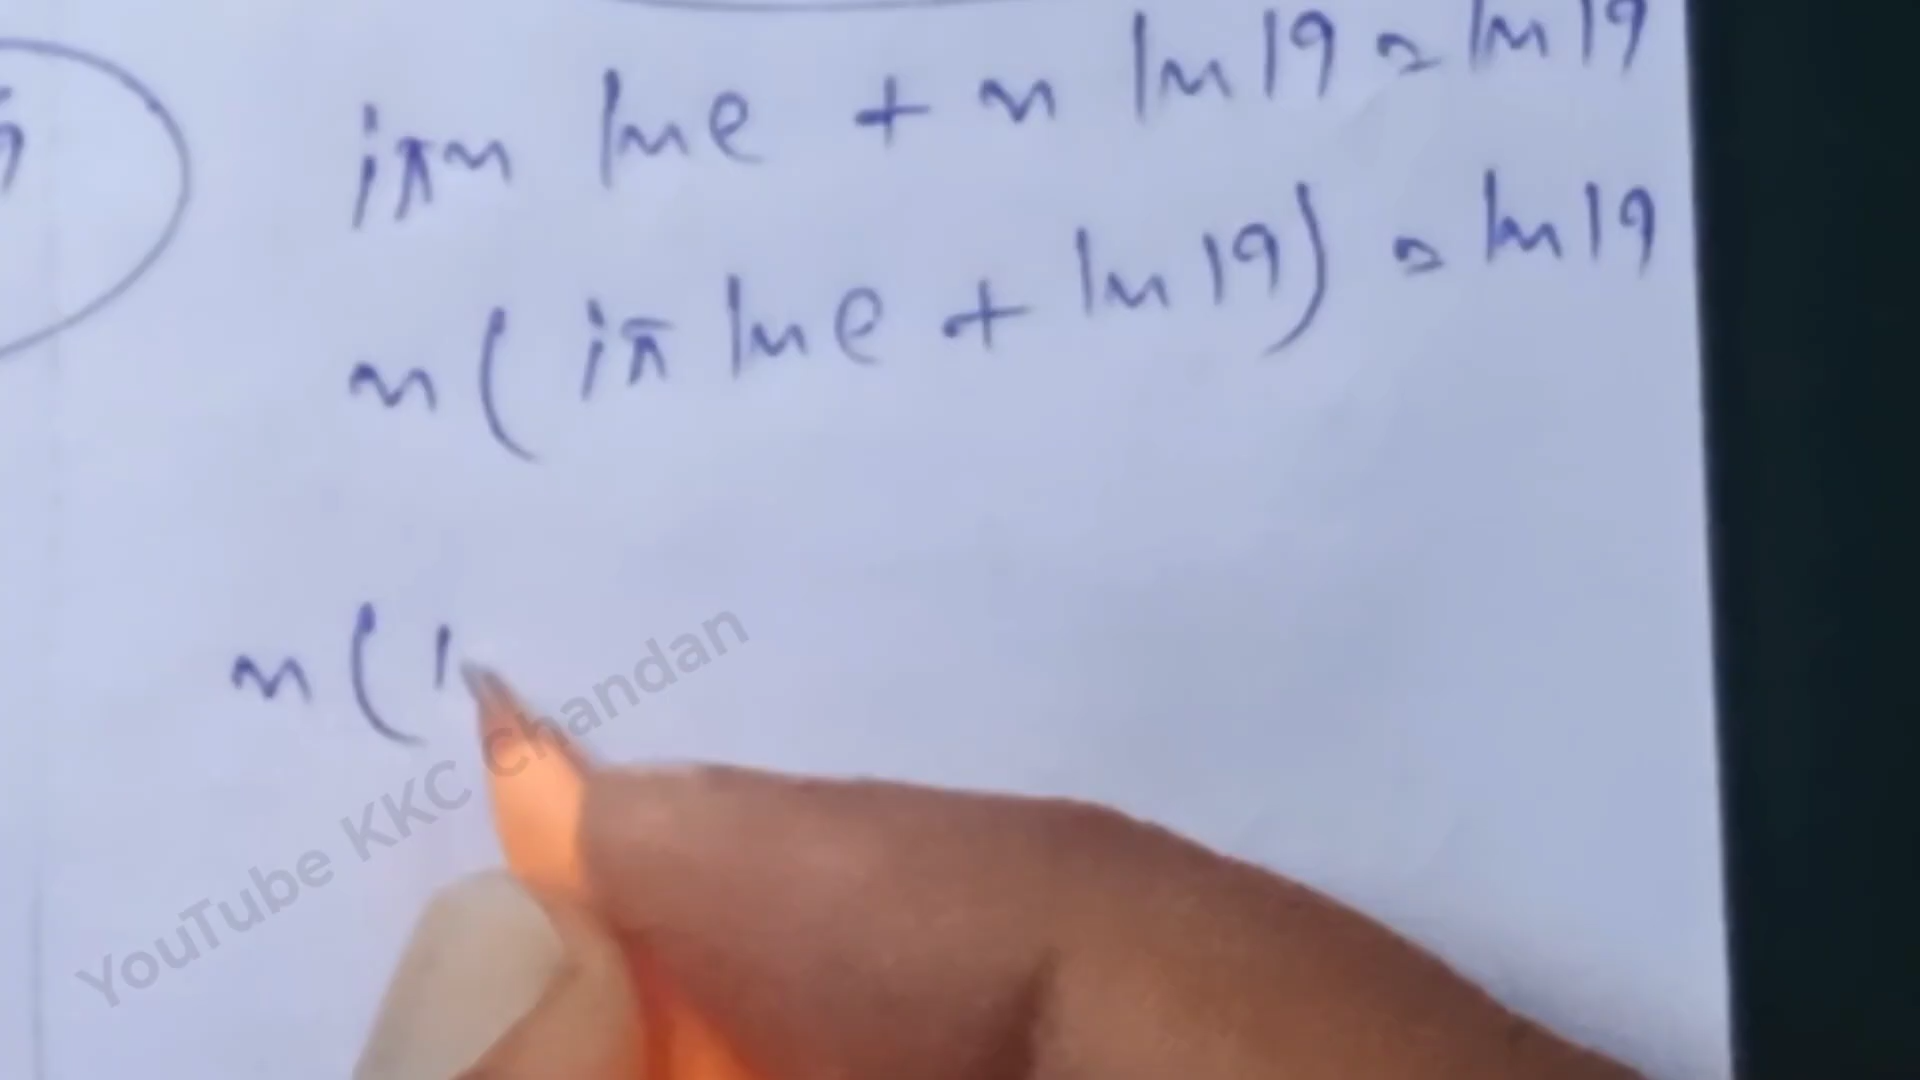 iπn lne + n ln19 = ln19
n(iπ lne + ln19) = ln19
n(i
YouTube KKC Chandan